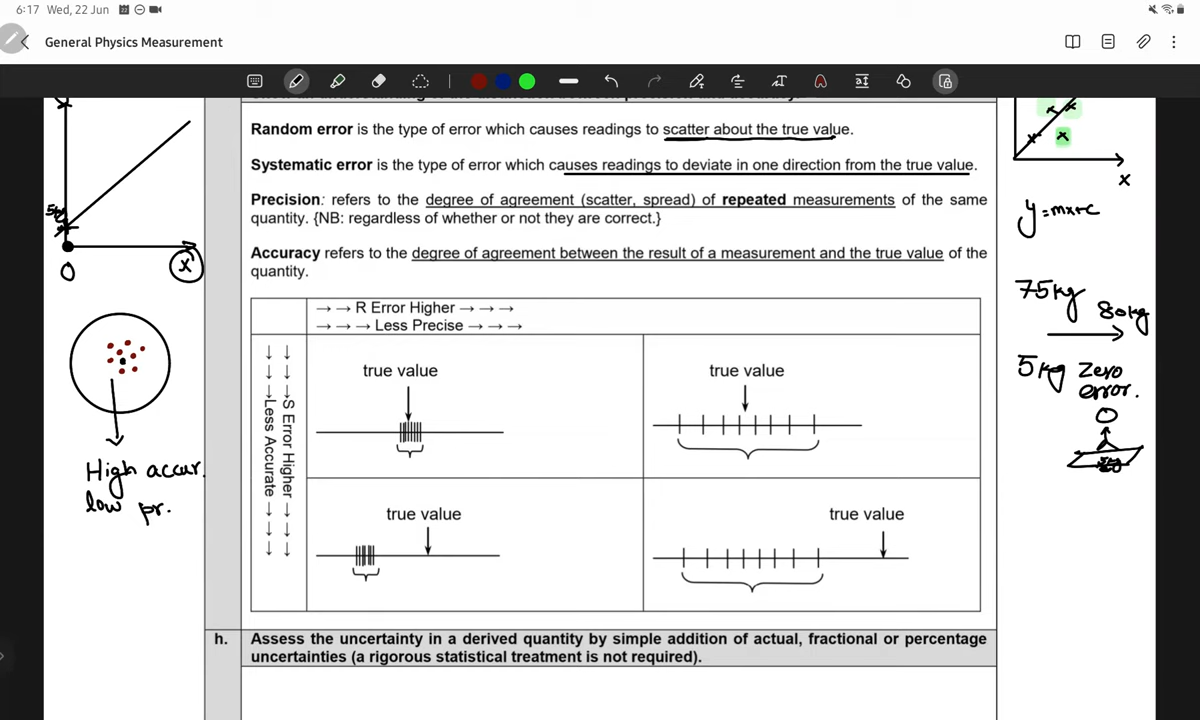 6:17 Wed, 22 Jun
General Physics Measurement
Random error is the type of error which causes readings to scatter about the true value.
Systematic error is the type of error which causes readings to deviate in one direction from the true value.
Precision: refers to the degree of agreement (scatter, spread) of repeated measurements of the same
quantity. {NB: regardless of whether or not they are correct.}
Accuracy refers to the degree of agreement between the result of a measurement and the true value of the
quantity.
→ → R Error Higher → → →
→ → → Less Precise → → →
→ → → S Error Higher → → →
→ → → Less Accurate → → →
true value
true value
true value
true value
h. Assess the uncertainty in a derived quantity by simple addition of actual, fractional or percentage
uncertainties (a rigorous statistical treatment is not required).
0
x
High accur.
low pr.
x
y=mx+c
75kg
80kg
5kg zero
error.
0